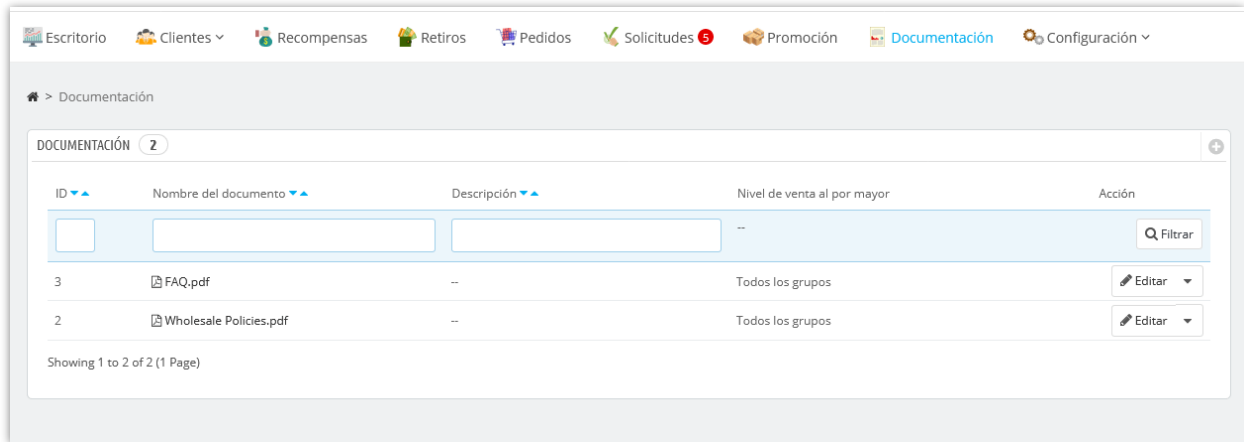 Escritorio Clientes Recompensas Retiros Pedidos Solicitudes 5 Promoción Documentación Configuración
> Documentación
DOCUMENTACIÓN 2
ID Nombre del documento Descripción Nivel de venta al por mayor Acción
-- Filtrar
3 FAQ.pdf -- Todos los grupos Editar
2 Wholesale Policies.pdf -- Todos los grupos Editar
Showing 1 to 2 of 2 (1 Page)